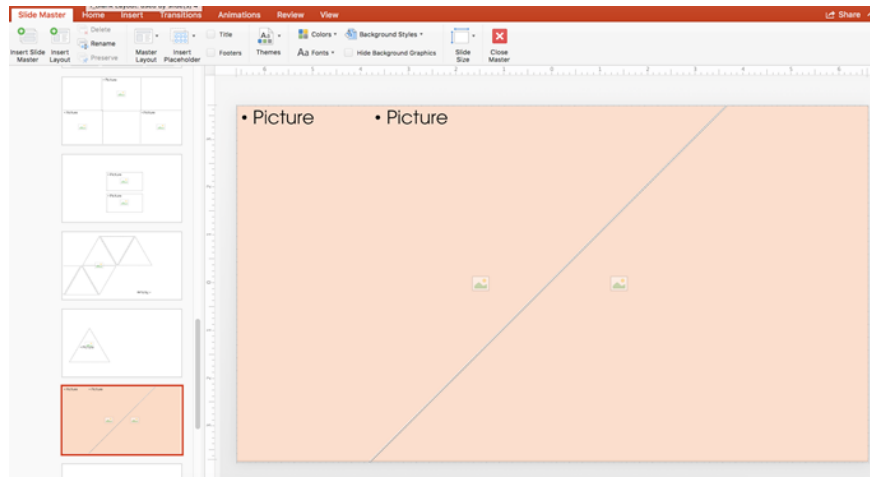 Slide Master Home Insert Transitions Animations Review View Share
Delete
Rename
Preserve
Insert Slide Master
Insert Layout
Master Layout
Insert Placeholder
Title
Footers
Themes
Colors
Aa Fonts
Background Styles
Hide Background Graphics
Slide Size
Close Master
• Picture • Picture